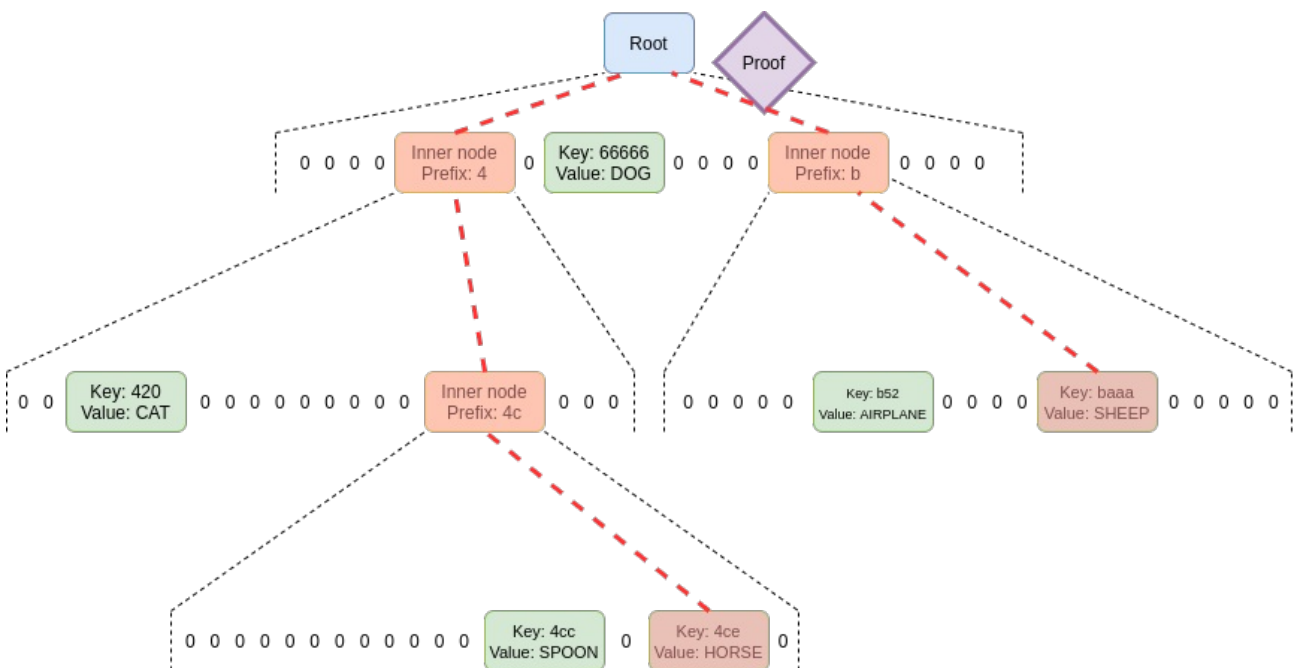 Root
Proof
0 0 0 0 Inner node Prefix: 4 0 Key: 66666 Value: DOG 0 0 0 0 Inner node Prefix: b 0 0 0 0
0 0 Key: 420 Value: CAT 0 0 0 0 0 0 0 0 0 Inner node Prefix: 4c 0 0 0
0 0 0 0 0 Key: b52 Value: AIRPLANE 0 0 0 0 Key: baaa Value: SHEEP 0 0 0 0 0
0 0 0 0 0 0 0 0 0 0 0 0 Key: 4cc Value: SPOON 0 Key: 4ce Value: HORSE 0